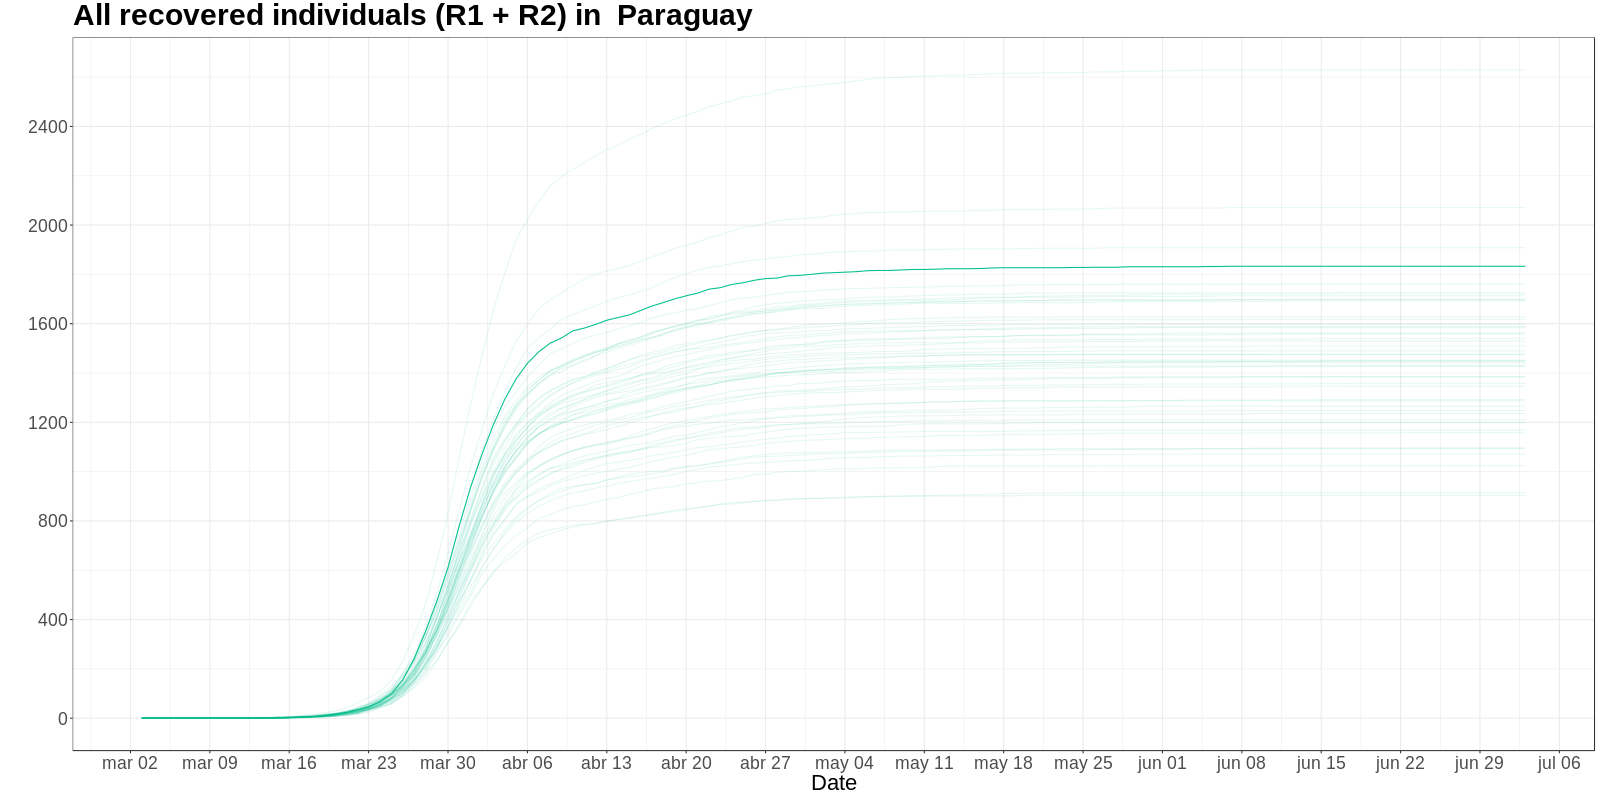 All recovered individuals (R1 + R2) in  Paraguay
2400
2000
1600
1200
800
400
0
mar 02 mar 09 mar 16 mar 23 mar 30 abr 06 abr 13 abr 20 abr 27 may 04 may 11 may 18 may 25 jun 01 jun 08 jun 15 jun 22 jun 29 jul 06
Date